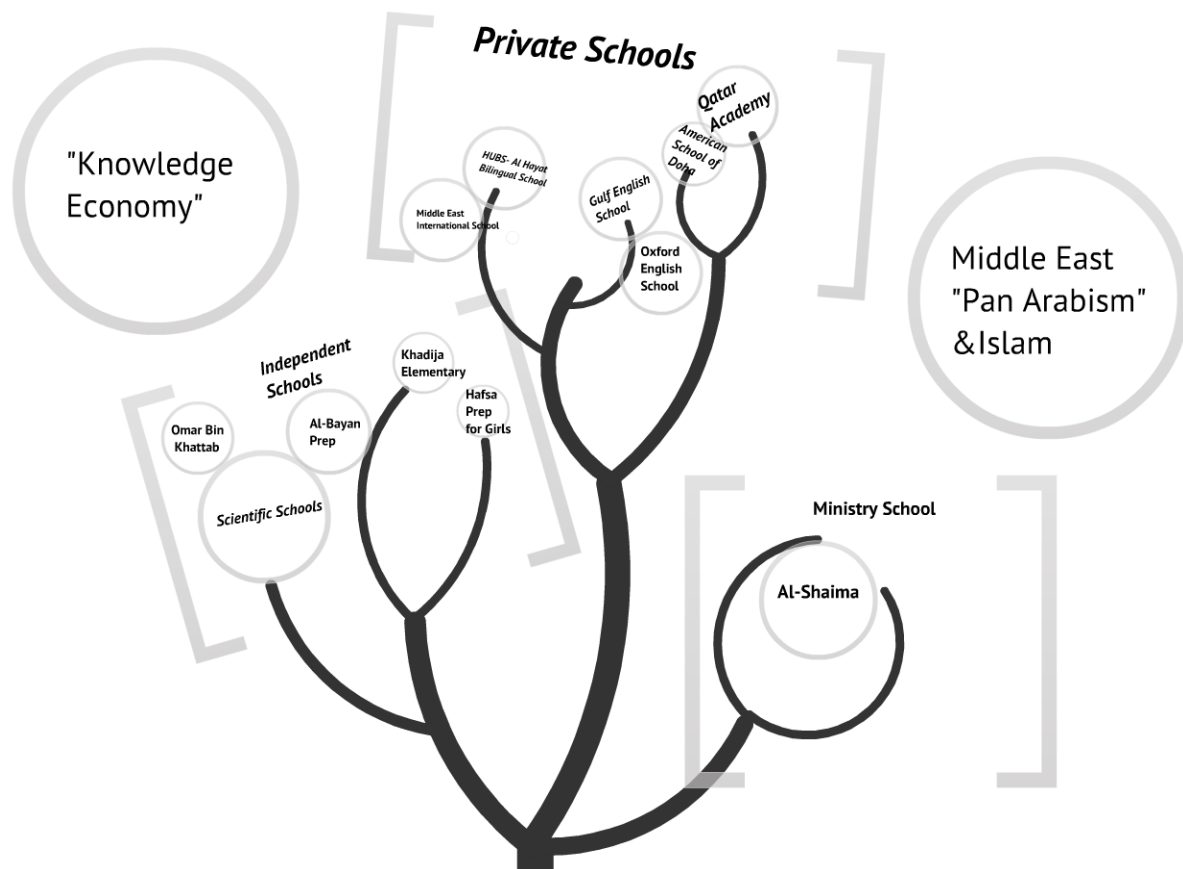 Private Schools
"Knowledge
Economy"
Qatar
Academy
American
School of
Doha
HUBS- Al Hayat
Bilingual School
Gulf English
School
Middle East
International School
Oxford
English
School
Middle East
"Pan Arabism"
&Islam
Independent
Schools
Khadija
Elementary
Hafsa
Prep
for Girls
Omar Bin
Khattab
Al-Bayan
Prep
Scientific Schools
Ministry School
Al-Shaima